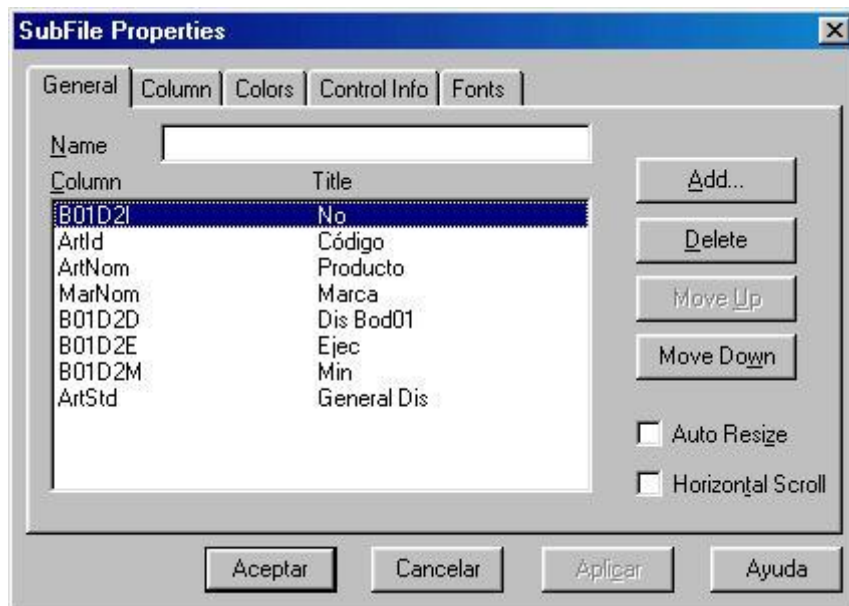 SubFile Properties
General Column Colors Control Info Fonts
Name
Column Title
B01D2I No
ArtId Código
ArtNom Producto
MarNom Marca
B01D2D Dis Bod01
B01D2E Ejec
B01D2M Min
ArtStd General Dis
Add...
Delete
Move Up
Move Down
Auto Resize
Horizontal Scroll
Aceptar Cancelar Aplicar Ayuda